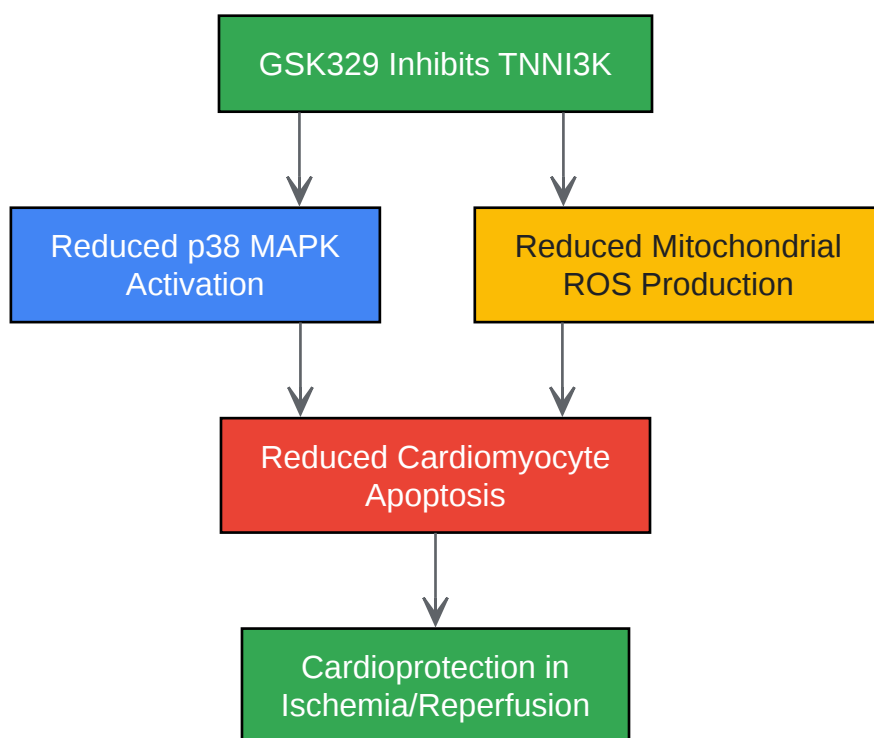 GSK329 Inhibits TNNI3K
Reduced p38 MAPK
Activation
Reduced Mitochondrial
ROS Production
Reduced Cardiomyocyte
Apoptosis
Cardioprotection in
Ischemia/Reperfusion